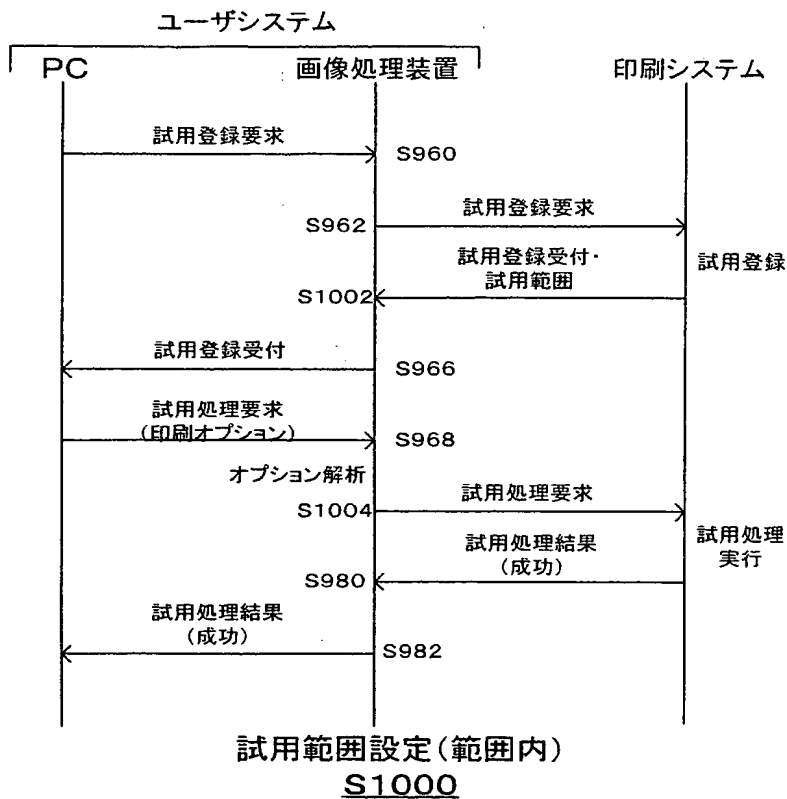 ユーザシステム
PC
画像処理装置
印刷システム
試用登録要求
S960
S962
試用登録要求
試用登録受付・
試用範囲
試用登録
S1002
試用登録受付
S966
試用処理要求
(印刷オプション)
S968
オプション解析
S1004
試用処理要求
試用処理結果
(成功)
試用処理
実行
S980
試用処理結果
(成功)
S982
試用範囲設定(範囲内)
S1000